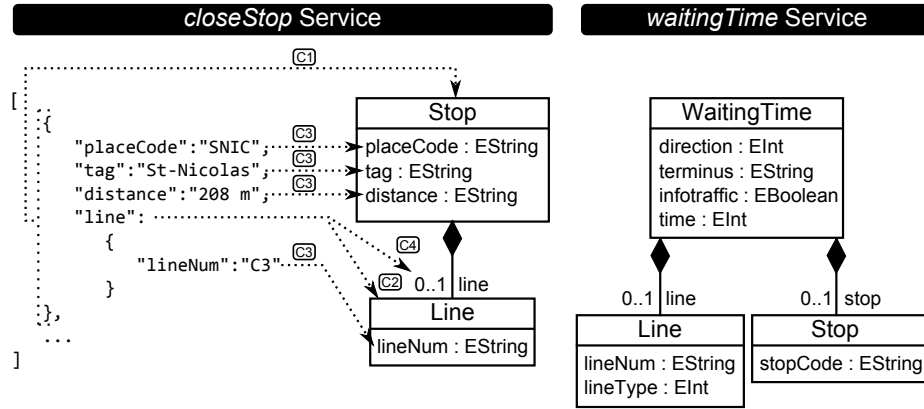 closeStop Service
C1
[
{
"placeCode":"SNIC",
C3
"tag":"St-Nicolas",
C3
"distance":"208 m",
C3
"line":
{
C4
"lineNum":"C3"
C3
}
C2
},
...
]
Stop
placeCode : EString
tag : EString
distance : EString
0..1 line
Line
lineNum : EString
waitingTime Service
WaitingTime
direction : EInt
terminus : EString
infotraffic : EBoolean
time : EInt
0..1 line
0..1 stop
Line
lineNum : EString
lineType : EInt
Stop
stopCode : EString